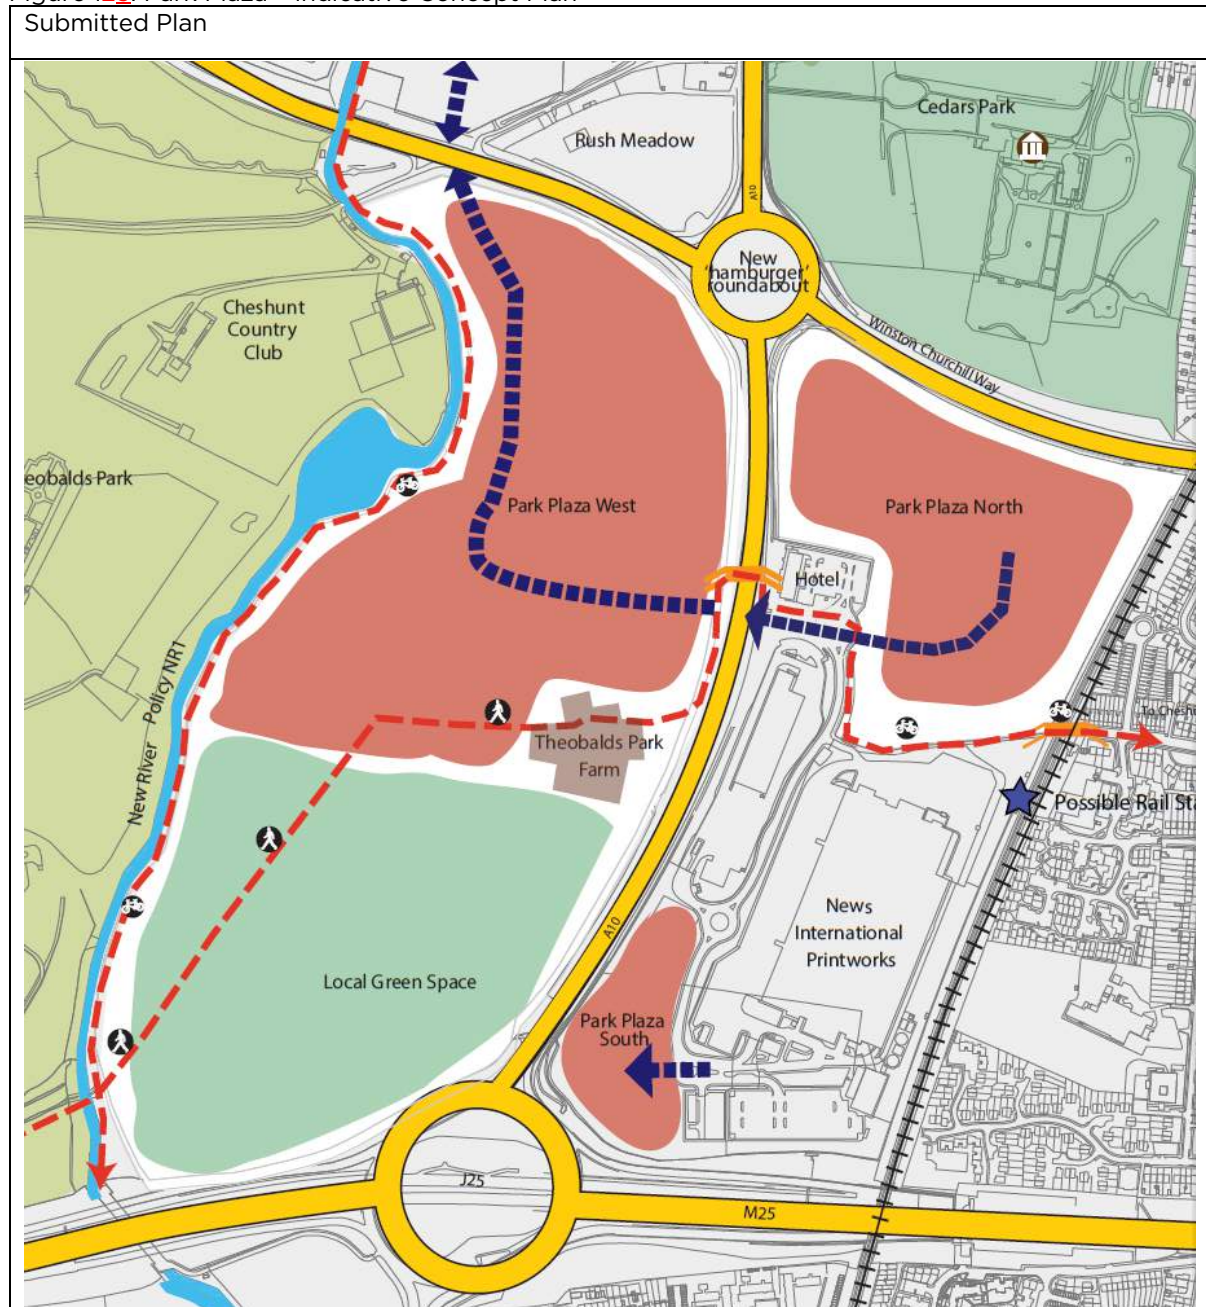 Submitted Plan
Cedars Park
Rush Meadow
A10
New
'hamburger'
roundabout
Cheshunt
Country
Club
Winston Churchill Way
eobalds Park
Park Plaza West
Park Plaza North
Hotel
New River Policy NR1
To Cheshu
Theobalds Park
Farm
Possible Rail Sta
News
International
Printworks
A10
Local Green Space
Park Plaza
South
J25
M25